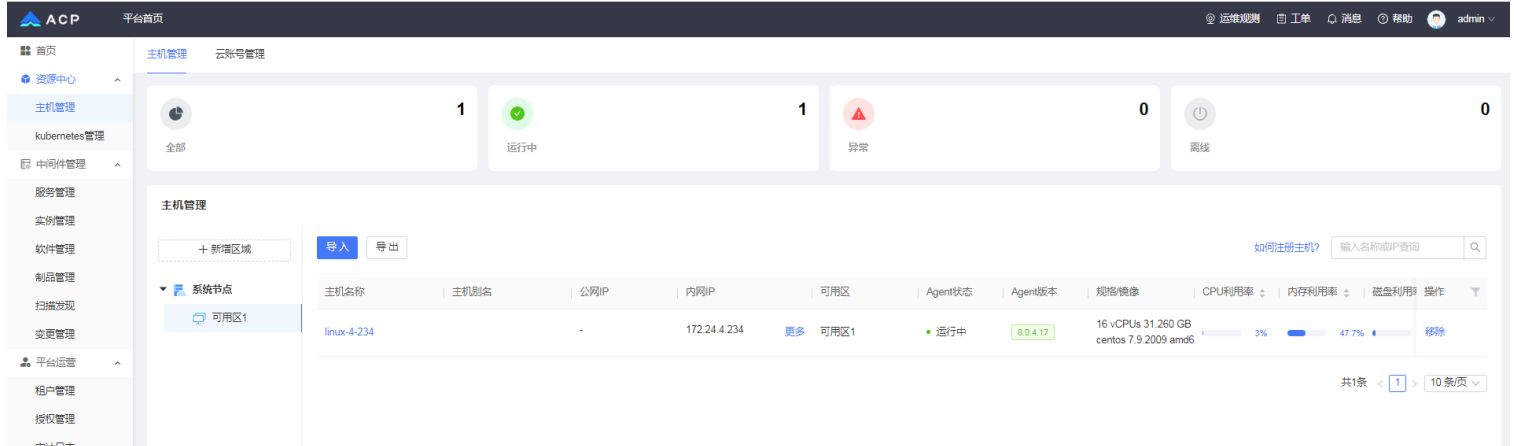 ACP 平台首页 运维观测 工单 消息 帮助 admin
首页
资源中心
主机管理
kubernetes管理
中间件管理
服务管理
实例管理
软件管理
制品管理
扫描发现
变更管理
平台运营
租户管理
授权管理
主机管理 云账号管理
1 1 0 0
全部 运行中 异常 离线
主机管理
+ 新增区域
系统节点
可用区1
导入 导出 如何注册主机? 输入名称或IP查询
主机名称 主机别名 公网IP 内网IP 可用区 Agent状态 Agent版本 规格/镜像 CPU利用率 内存利用率 磁盘利用率 操作
linux-4-234 - 172.24.4.234 更多 可用区1 运行中 8.0.4.17 16 vCPUs 31.260 GB 3% 47.7% 移除
centos 7.9.2009 amd6
共1条 < 1 > 10 条/页